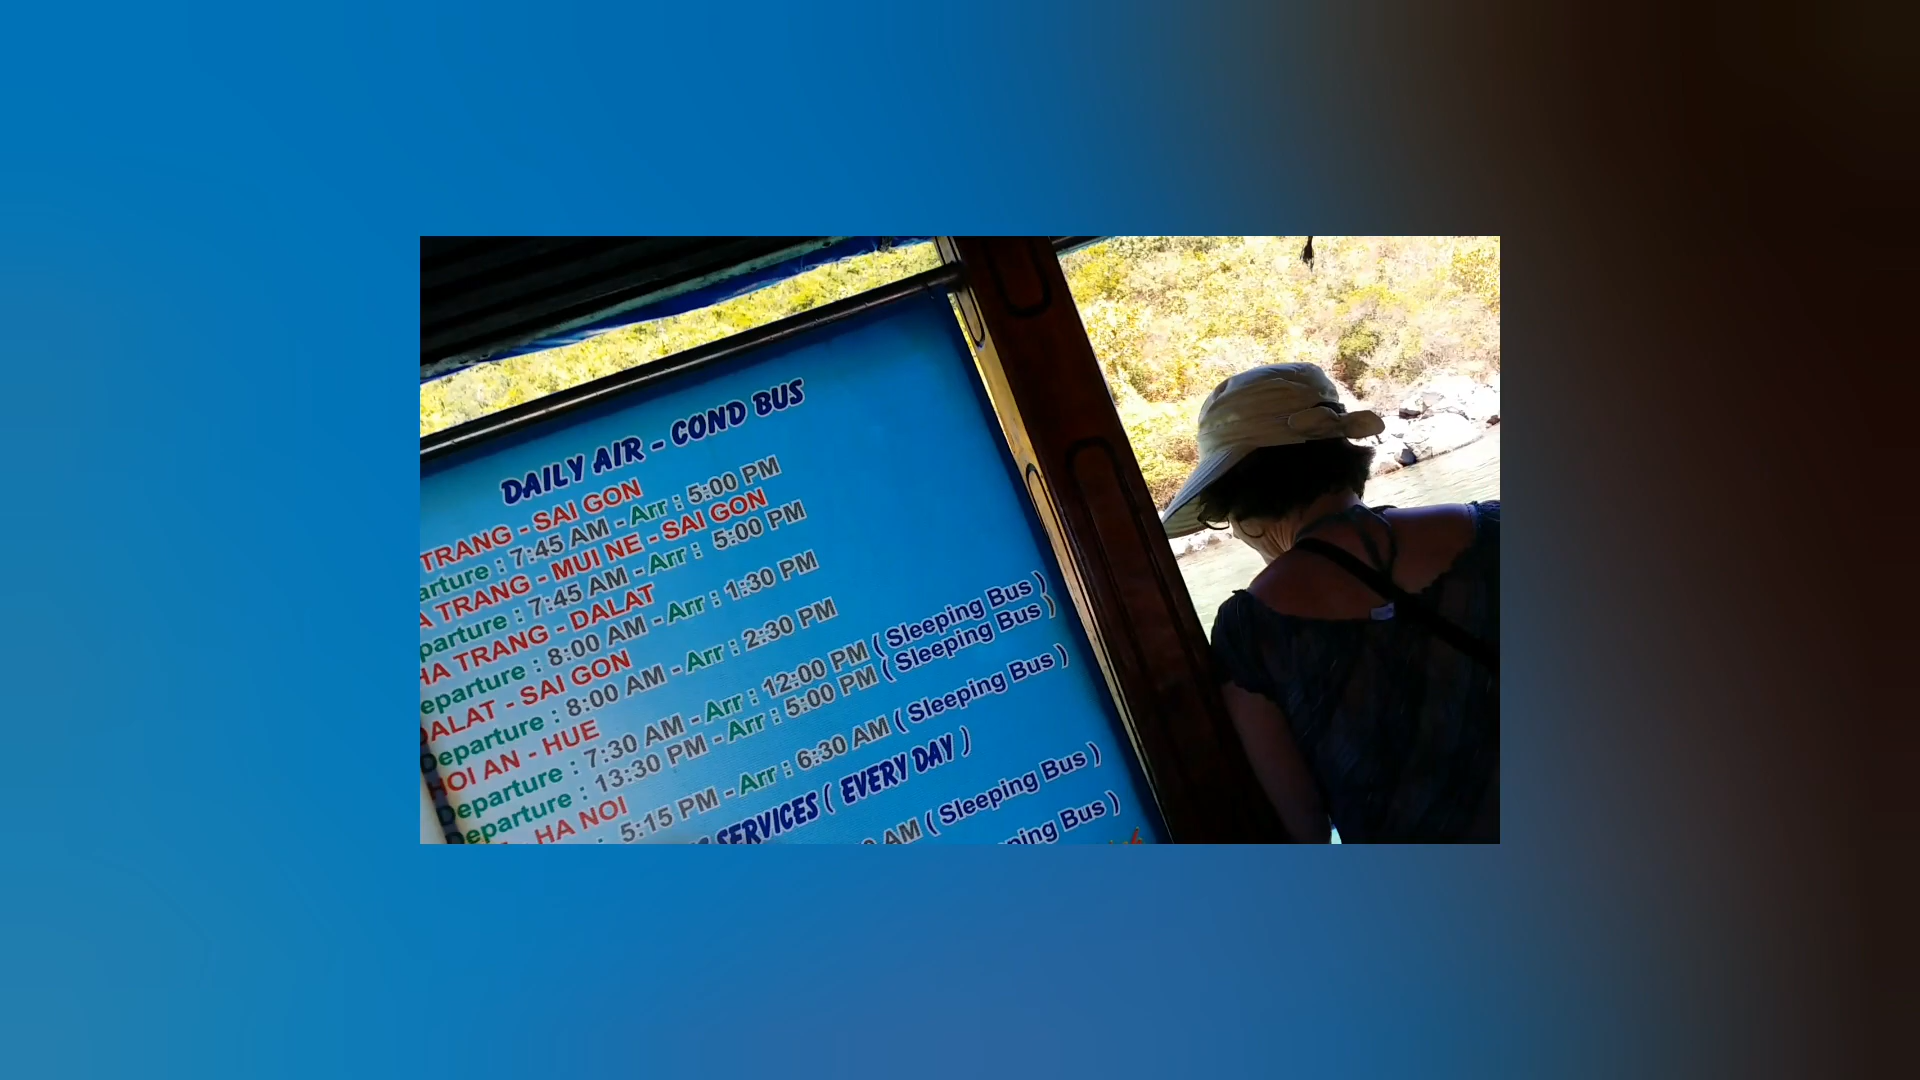 DAILY AIR - COND BUS
TRANG - SAI GON
arture : 7:45 AM - Arr : 5:00 PM
A TRANG - MUI NE - SAI GON
parture : 7:45 AM - Arr : 5:00 PM
HA TRANG - DALAT
eparture : 8:00 AM - Arr : 1:30 PM
DALAT - SAI GON
Departure : 8:00 AM - Arr : 2:30 PM
HOI AN - HUE
Departure : 7:30 AM - Arr : 12:00 PM ( Sleeping Bus )
Departure : 13:30 PM - Arr : 5:00 PM ( Sleeping Bus )
- HA NOI
: 5:15 PM - Arr : 6:30 AM ( Sleeping Bus )
SERVICES ( EVERY DAY )
AM ( Sleeping Bus )
ping Bus )